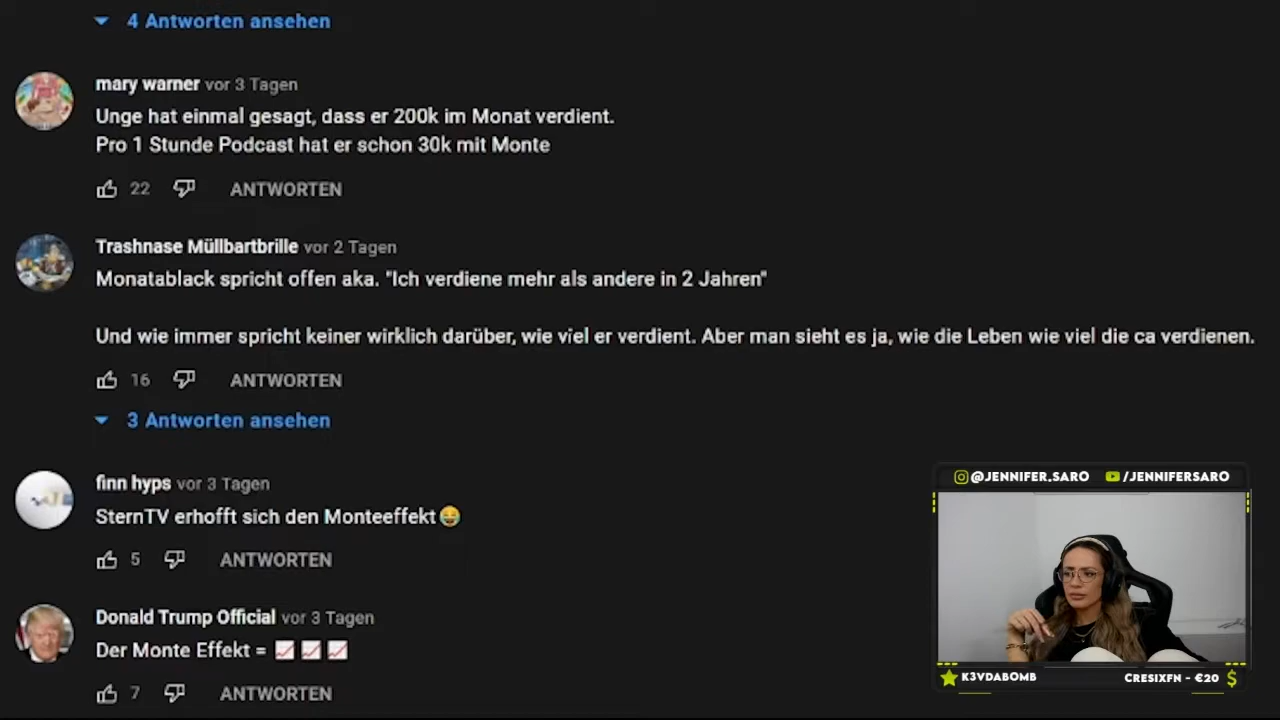 4 Antworten ansehen
mary warner vor 3 Tagen
Unge hat einmal gesagt, dass er 200k im Monat verdient.
Pro 1 Stunde Podcast hat er schon 30k mit Monte
22 ANTWORTEN
Trashnase Müllbartbrille vor 2 Tagen
Monatablack spricht offen aka. "Ich verdiene mehr als andere in 2 Jahren"
Und wie immer spricht keiner wirklich darüber, wie viel er verdient. Aber man sieht es ja, wie die Leben wie viel die ca verdienen.
16 ANTWORTEN
3 Antworten ansehen
finn hyps vor 3 Tagen
SternTV erhofft sich den Monteeffekt😂
5 ANTWORTEN
Donald Trump Official vor 3 Tagen
Der Monte Effekt = 📈 📈 📈
7 ANTWORTEN
@JENNIFER.SARO /JENNIFERSARO
K3VDABOMB CRESIXFN - €20 $